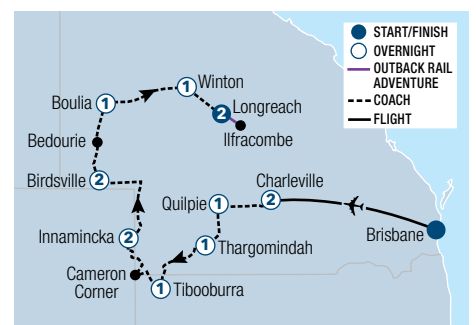 START/FINISH
OVERNIGHT
OUTBACK RAIL
ADVENTURE
COACH
FLIGHT
Winton
1
Boulia
1
2
Longreach
Ilfracombe
Bedourie
Birdsville
2
Charleville
Quilpie
1
2
Innamincka
2
1
Thargomindah
Brisbane
Cameron
Corner
1
Tibooburra